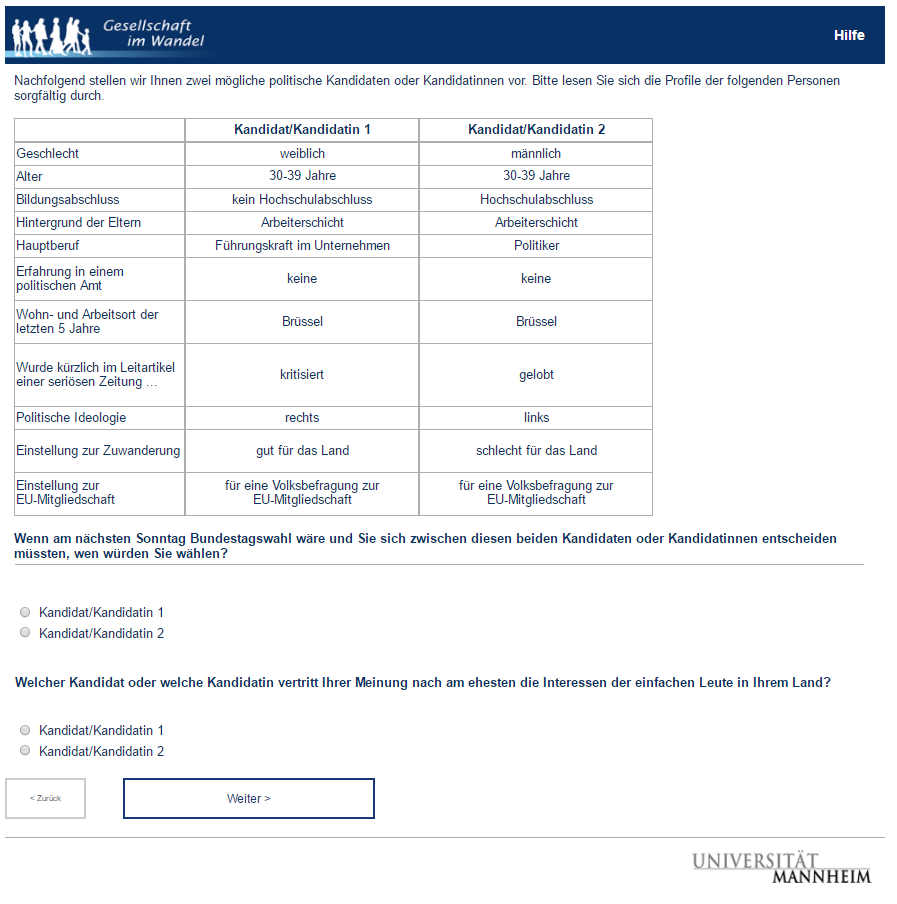 Gesellschaft
im Wandel
Hilfe
Nachfolgend stellen wir Ihnen zwei mögliche politische Kandidaten oder Kandidatinnen vor. Bitte lesen Sie sich die Profile der folgenden Personen
sorgfältig durch.
Kandidat/Kandidatin 1 Kandidat/Kandidatin 2
Geschlecht weiblich männlich
Alter 30-39 Jahre 30-39 Jahre
Bildungsabschluss kein Hochschulabschluss Hochschulabschluss
Hintergrund der Eltern Arbeiterschicht Arbeiterschicht
Hauptberuf Führungskraft im Unternehmen Politiker
Erfahrung in einem
politischen Amt keine keine
Wohn- und Arbeitsort der
letzten 5 Jahre Brüssel Brüssel
Wurde kürzlich im Leitartikel
einer seriösen Zeitung ... kritisiert gelobt
Politische Ideologie rechts links
Einstellung zur Zuwanderung gut für das Land schlecht für das Land
Einstellung zur für eine Volksbefragung zur für eine Volksbefragung zur
EU-Mitgliedschaft EU-Mitgliedschaft EU-Mitgliedschaft
Wenn am nächsten Sonntag Bundestagswahl wäre und Sie sich zwischen diesen beiden Kandidaten oder Kandidatinnen entscheiden
müssten, wen würden Sie wählen?
Kandidat/Kandidatin 1
Kandidat/Kandidatin 2
Welcher Kandidat oder welche Kandidatin vertritt Ihrer Meinung nach am ehesten die Interessen der einfachen Leute in Ihrem Land?
Kandidat/Kandidatin 1
Kandidat/Kandidatin 2
< Zurück
Weiter >
UNIVERSITÄT
MANNHEIM